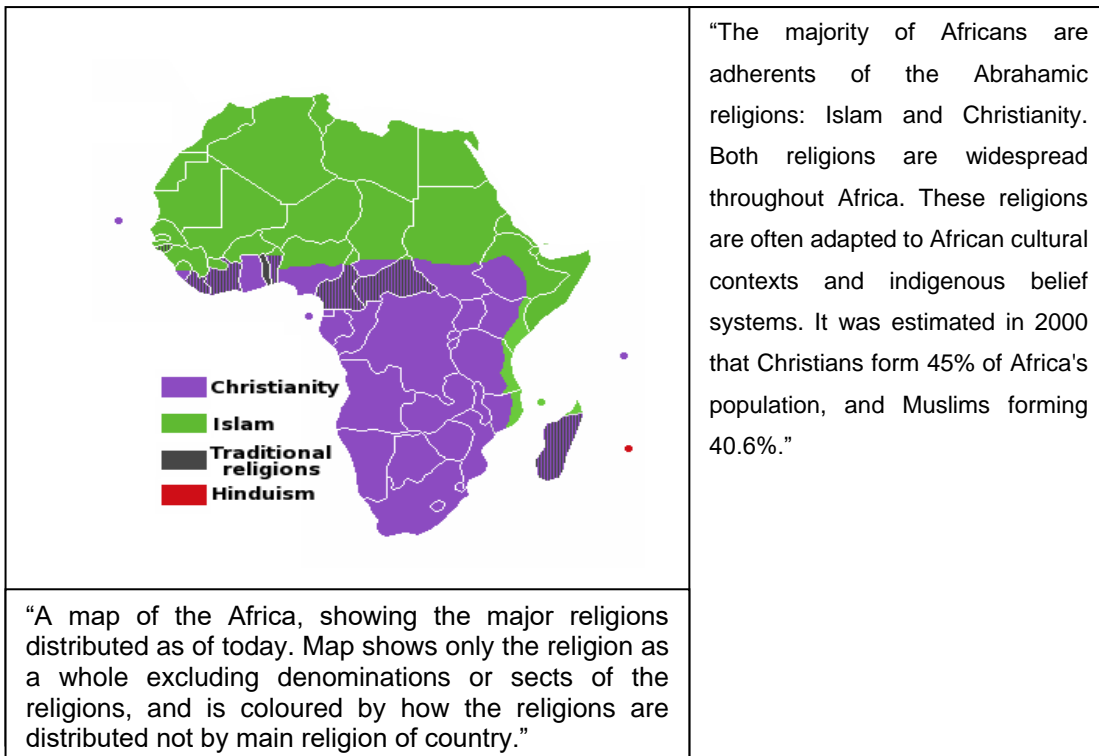 Christianity
Islam
Traditional
religions
Hinduism
“A map of the Africa, showing the major religions
distributed as of today. Map shows only the religion as
a whole excluding denominations or sects of the
religions, and is coloured by how the religions are
distributed not by main religion of country.”
“The majority of Africans are
adherents of the Abrahamic
religions: Islam and Christianity.
Both religions are widespread
throughout Africa. These religions
are often adapted to African cultural
contexts and indigenous belief
systems. It was estimated in 2000
that Christians form 45% of Africa's
population, and Muslims forming
40.6%.”